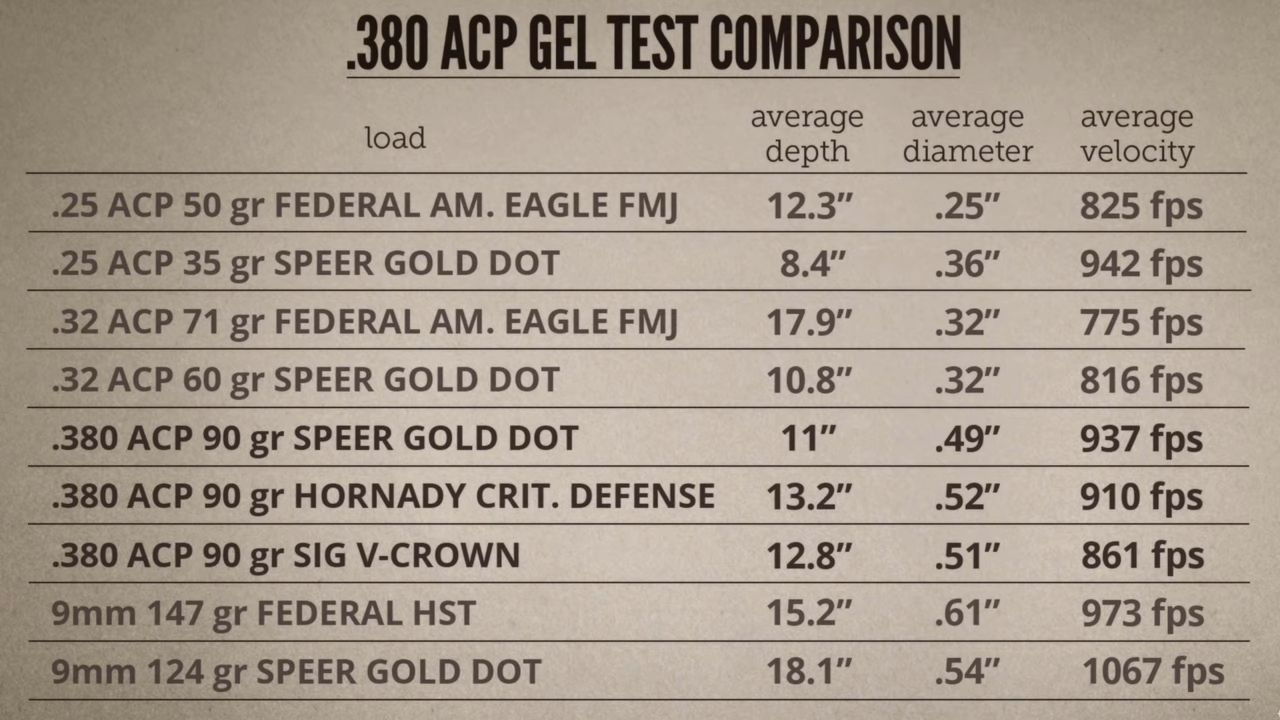 .380 ACP GEL TEST COMPARISON
load average depth average diameter average velocity
.25 ACP 50 gr FEDERAL AM. EAGLE FMJ 12.3” .25” 825 fps
.25 ACP 35 gr SPEER GOLD DOT 8.4” .36” 942 fps
.32 ACP 71 gr FEDERAL AM. EAGLE FMJ 17.9” .32” 775 fps
.32 ACP 60 gr SPEER GOLD DOT 10.8” .32” 816 fps
.380 ACP 90 gr SPEER GOLD DOT 11” .49” 937 fps
.380 ACP 90 gr HORNADY CRIT. DEFENSE 13.2” .52” 910 fps
.380 ACP 90 gr SIG V-CROWN 12.8” .51” 861 fps
9mm 147 gr FEDERAL HST 15.2” .61” 973 fps
9mm 124 gr SPEER GOLD DOT 18.1” .54” 1067 fps